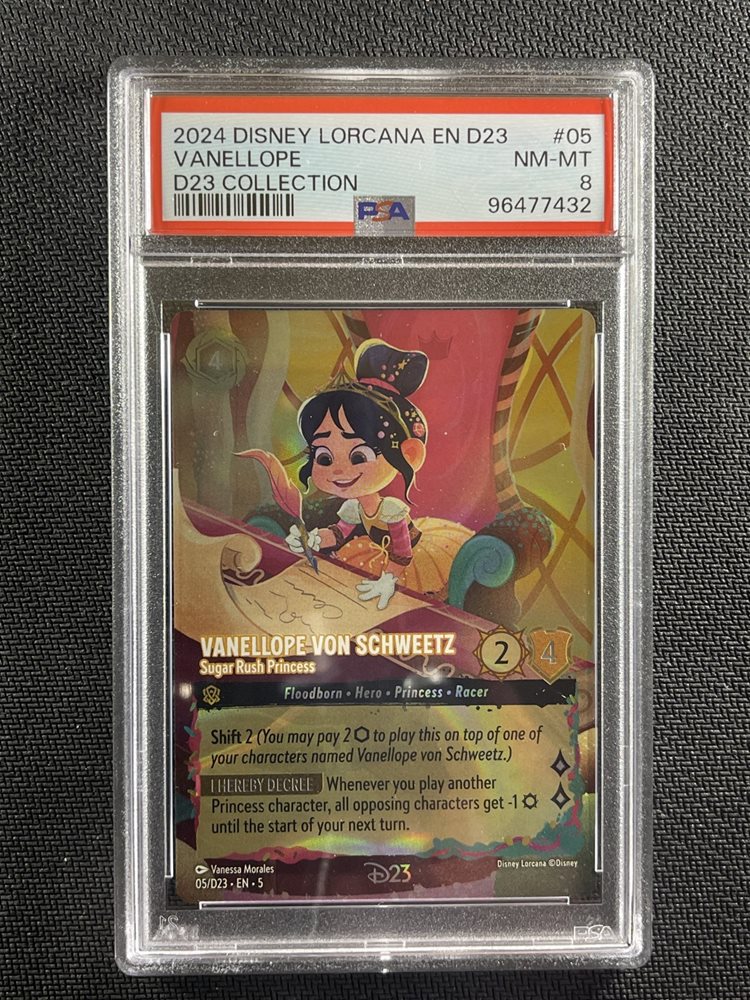 2024 DISNEY LORCANA EN D23 #05
VANELLOPE NM-MT
D23 COLLECTION 8
PSA 96477432
4
VANELLOPE VON SCHWEETZ
Sugar Rush Princess
2 4
Floodborn • Hero • Princess • Racer
Shift 2 (You may pay 2 to play this on top of one of
your characters named Vanellope von Schweetz.)
I HEREBY DECREE Whenever you play another
Princess character, all opposing characters get -1
until the start of your next turn.
Vanessa Morales
05/D23 • EN • 5
D23
Disney Lorcana ©Disney
PSA